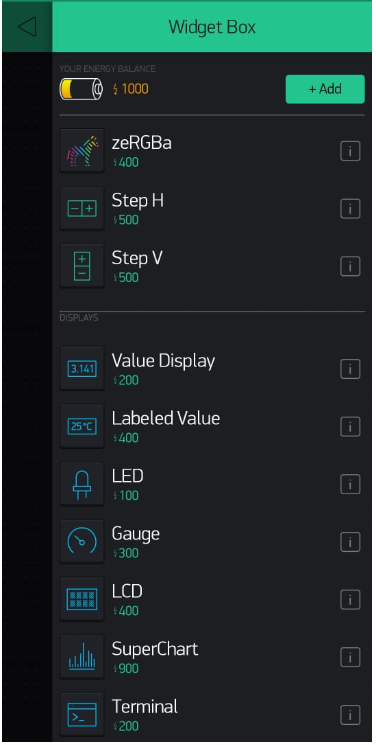 Widget Box
YOUR ENERGY BALANCE
1000
+ Add
zeRGBa
400
Step H
500
Step V
500
DISPLAYS
3.141
Value Display
200
25°C
Labeled Value
400
LED
100
Gauge
300
LCD
400
SuperChart
900
Terminal
200